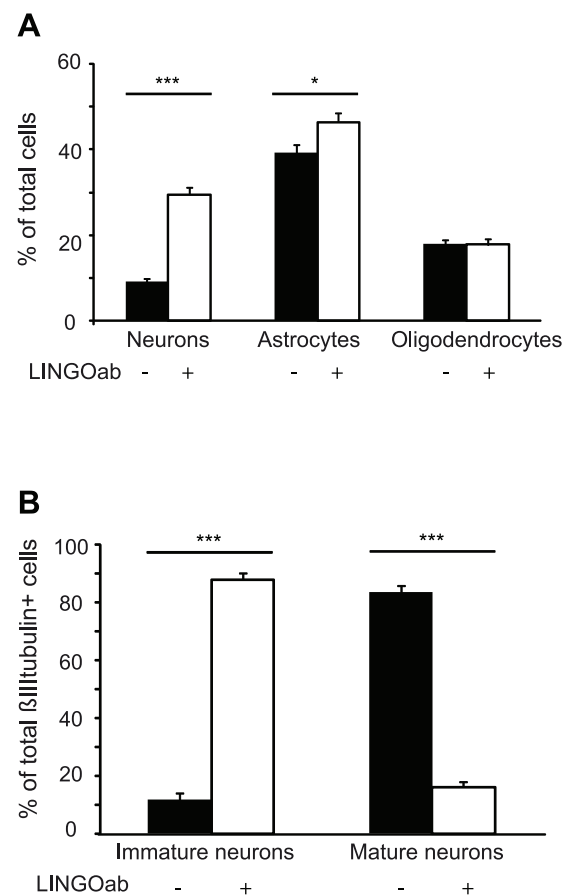 A
60
40
20
0
% of total cells
***
*
Neurons Astrocytes Oligodendrocytes
LINGOab - + - + - +
B
100
80
60
40
20
0
% of total ßIIItubulin+ cells
***
***
Immature neurons Mature neurons
LINGOab - + - +